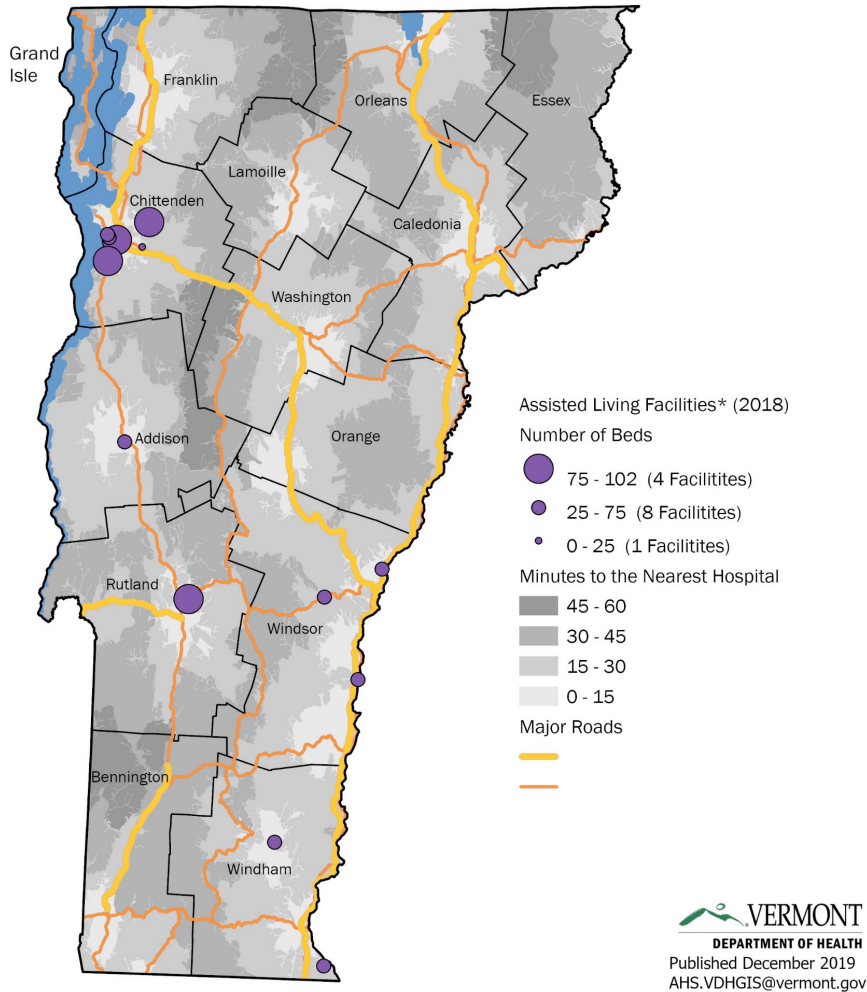 Grand
Isle
Franklin
Orleans
Essex
Lamoille
Chittenden
Caledonia
Washington
Addison
Orange
Rutland
Windsor
Bennington
Windham
Assisted Living Facilities* (2018)
Number of Beds
75 - 102 (4 Facilitites)
25 - 75 (8 Facilitites)
0 - 25 (1 Facilitites)
Minutes to the Nearest Hospital
45 - 60
30 - 45
15 - 30
0 - 15
Major Roads
VERMONT
DEPARTMENT OF HEALTH
Published December 2019
AHS.VDHGIS@vermont.gov